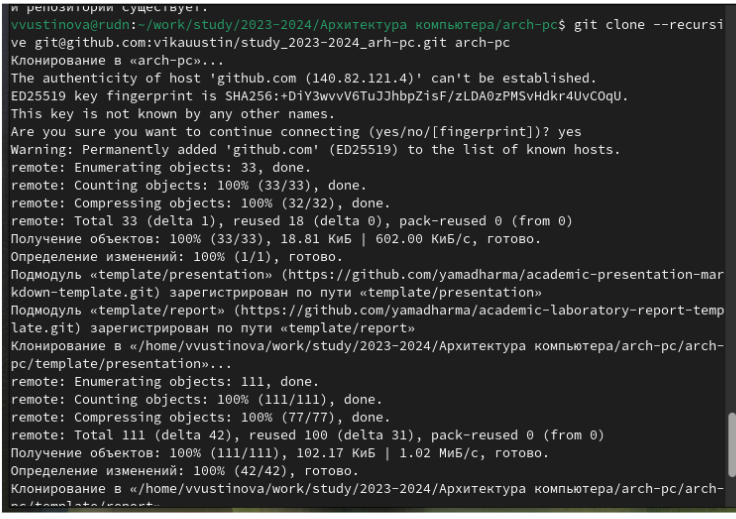 и репозитории существует.
vvustinova@rudn:~/work/study/2023-2024/Архитектура компьютера/arch-pc$ git clone --recursi
ve git@github.com:vikauustin/study_2023-2024_arh-pc.git arch-pc
Клонирование в «arch-pc»...
The authenticity of host 'github.com (140.82.121.4)' can't be established.
ED25519 key fingerprint is SHA256:+DiY3wvvV6TuJJhbpZisF/zLDA0zPMSvHdkr4UvCOqU.
This key is not known by any other names.
Are you sure you want to continue connecting (yes/no/[fingerprint])? yes
Warning: Permanently added 'github.com' (ED25519) to the list of known hosts.
remote: Enumerating objects: 33, done.
remote: Counting objects: 100% (33/33), done.
remote: Compressing objects: 100% (32/32), done.
remote: Total 33 (delta 1), reused 18 (delta 0), pack-reused 0 (from 0)
Получение объектов: 100% (33/33), 18.81 КиБ | 602.00 КиБ/с, готово.
Определение изменений: 100% (1/1), готово.
Подмодуль «template/presentation» (https://github.com/yamadharma/academic-presentation-mar
kdown-template.git) зарегистрирован по пути «template/presentation»
Подмодуль «template/report» (https://github.com/yamadharma/academic-laboratory-report-temp
late.git) зарегистрирован по пути «template/report»
Клонирование в «/home/vvustinova/work/study/2023-2024/Архитектура компьютера/arch-pc/arch-
pc/template/presentation»...
remote: Enumerating objects: 111, done.
remote: Counting objects: 100% (111/111), done.
remote: Compressing objects: 100% (77/77), done.
remote: Total 111 (delta 42), reused 100 (delta 31), pack-reused 0 (from 0)
Получение объектов: 100% (111/111), 102.17 КиБ | 1.02 МиБ/с, готово.
Определение изменений: 100% (42/42), готово.
Клонирование в «/home/vvustinova/work/study/2023-2024/Архитектура компьютера/arch-pc/arch-
pc/template/report»